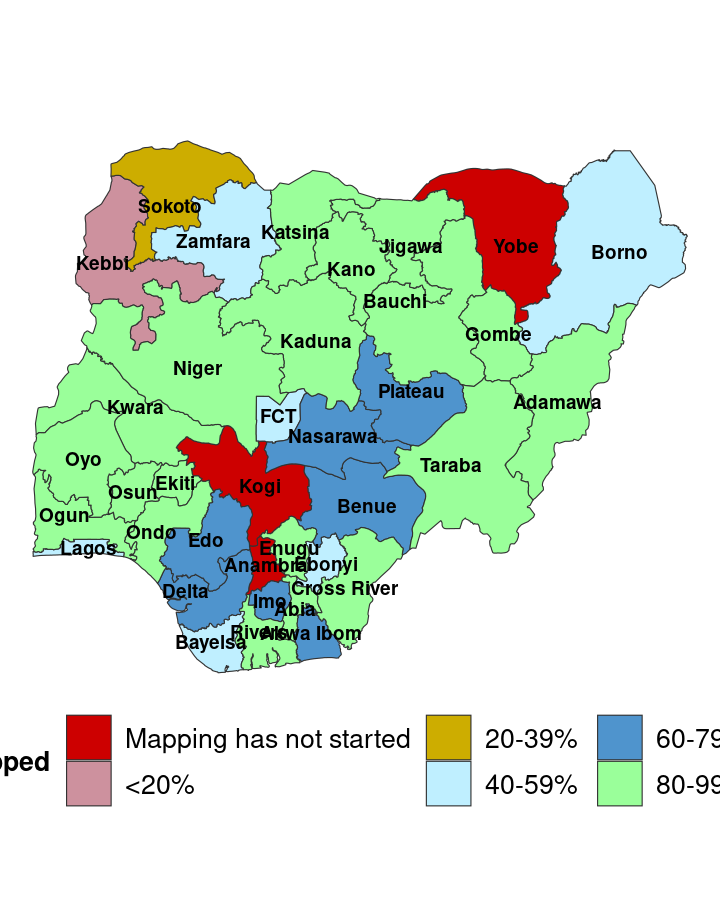 Sokoto
Katsina
Zamfara
Jigawa
Yobe
Borno
Kebbi
Kano
Bauchi
Gombe
Kaduna
Niger
Plateau
Adamawa
Kwara
FCT
Nasarawa
Oyo
Taraba
Ekiti
Kogi
Osun
Benue
Ogun
Ondo
Edo
Lagos
Enugu
Anambra
Ebonyi
Cross River
Delta
Imo
Abia
Rivers
Akwa Ibom
Bayelsa
pped
Mapping has not started
20-39%
60-79
<20%
40-59%
80-99